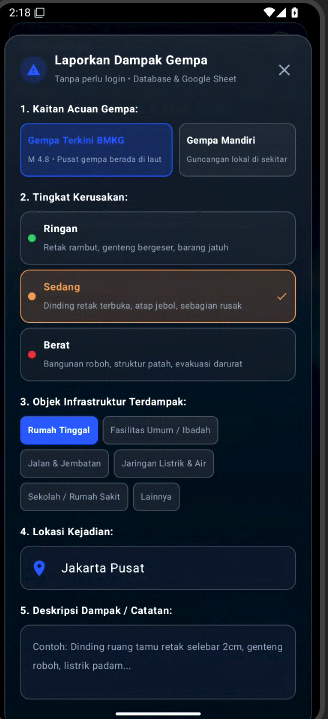 2:18
Laporkan Dampak Gempa
Tanpa perlu login • Database & Google Sheet
1. Kaitan Acuan Gempa:
Gempa Terkini BMKG
M 4.8 • Pusat gempa berada di laut
Gempa Mandiri
Guncangan lokal di sekitar
2. Tingkat Kerusakan:
Ringan
Retak rambut, genteng bergeser, barang jatuh
Sedang
Dinding retak terbuka, atap jebol, sebagian rusak
Berat
Bangunan roboh, struktur patah, evakuasi darurat
3. Objek Infrastruktur Terdampak:
Rumah Tinggal
Fasilitas Umum / Ibadah
Jalan & Jembatan
Jaringan Listrik & Air
Sekolah / Rumah Sakit
Lainnya
4. Lokasi Kejadian:
Jakarta Pusat
5. Deskripsi Dampak / Catatan:
Contoh: Dinding ruang tamu retak selebar 2cm, genteng
roboh, listrik padam...